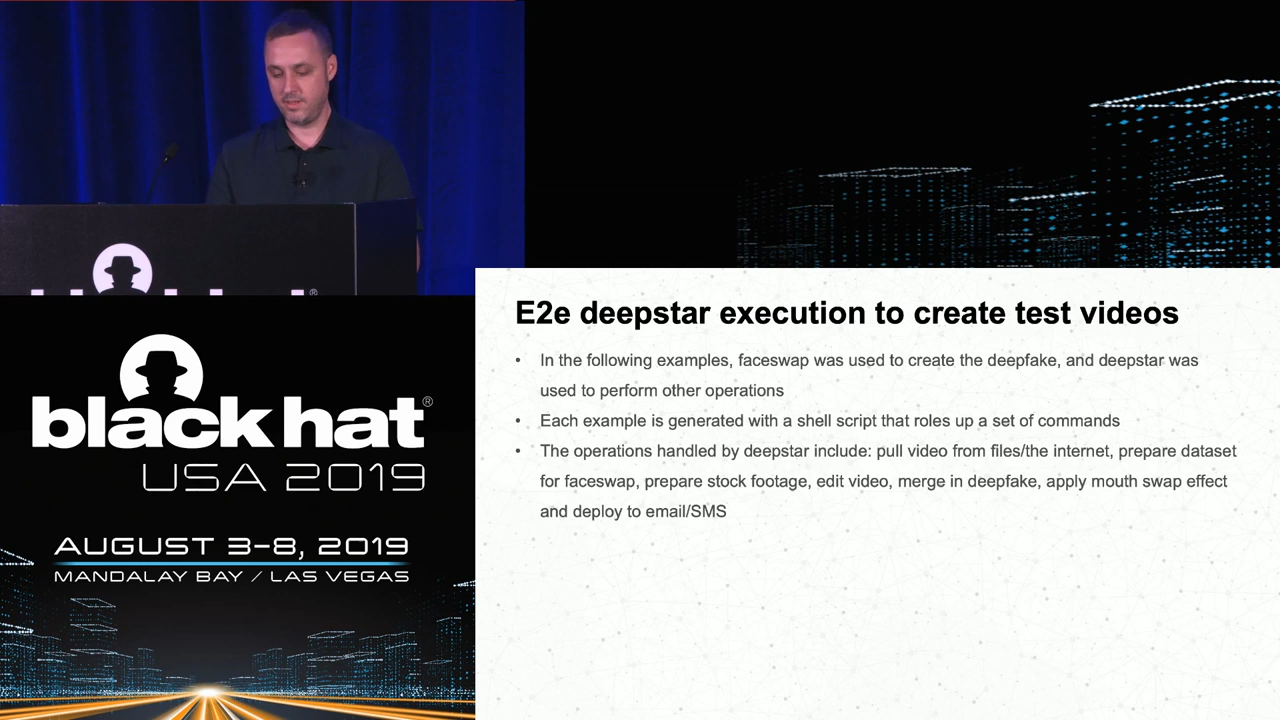 black hat®
USA 2019
AUGUST 3-8, 2019
MANDALAY BAY / LAS VEGAS
E2e deepstar execution to create test videos
• In the following examples, faceswap was used to create the deepfake, and deepstar was
used to perform other operations
• Each example is generated with a shell script that roles up a set of commands
• The operations handled by deepstar include: pull video from files/the internet, prepare dataset
for faceswap, prepare stock footage, edit video, merge in deepfake, apply mouth swap effect
and deploy to email/SMS